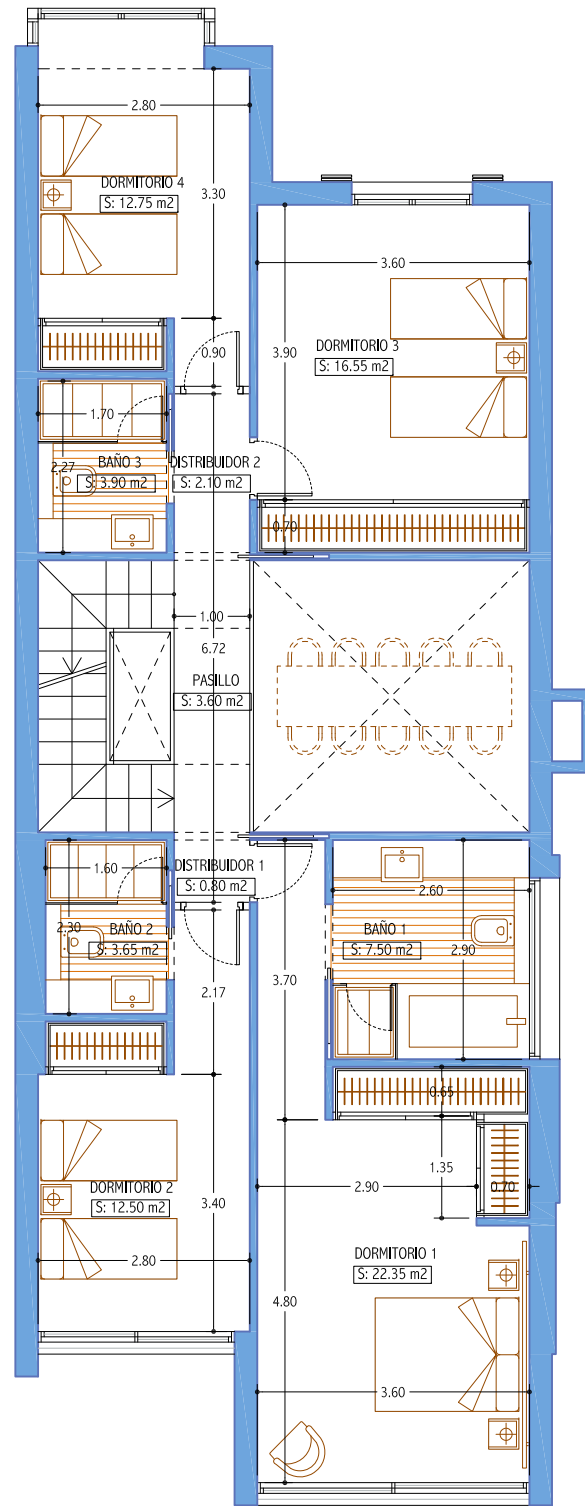 2.80
DORMITORIO 4
S: 12.75 m2
3.30
3.60
3.90
DORMITORIO 3
S: 16.55 m2
0.90
1.70
2.27
BAÑO 3
S: 3.90 m2
DISTRIBUIDOR 2
S: 2.10 m2
0.70
1.00
6.72
PASILLO
S: 3.60 m2
DISTRIBUIDOR 1
S: 0.80 m2
1.60
2.30
BAÑO 2
S: 3.65 m2
2.60
BAÑO 1
S: 7.50 m2
2.90
2.17
3.70
0.65
1.35
2.90
0.70
DORMITORIO 2
S: 12.50 m2
3.40
2.80
DORMITORIO 1
S: 22.35 m2
4.80
3.60